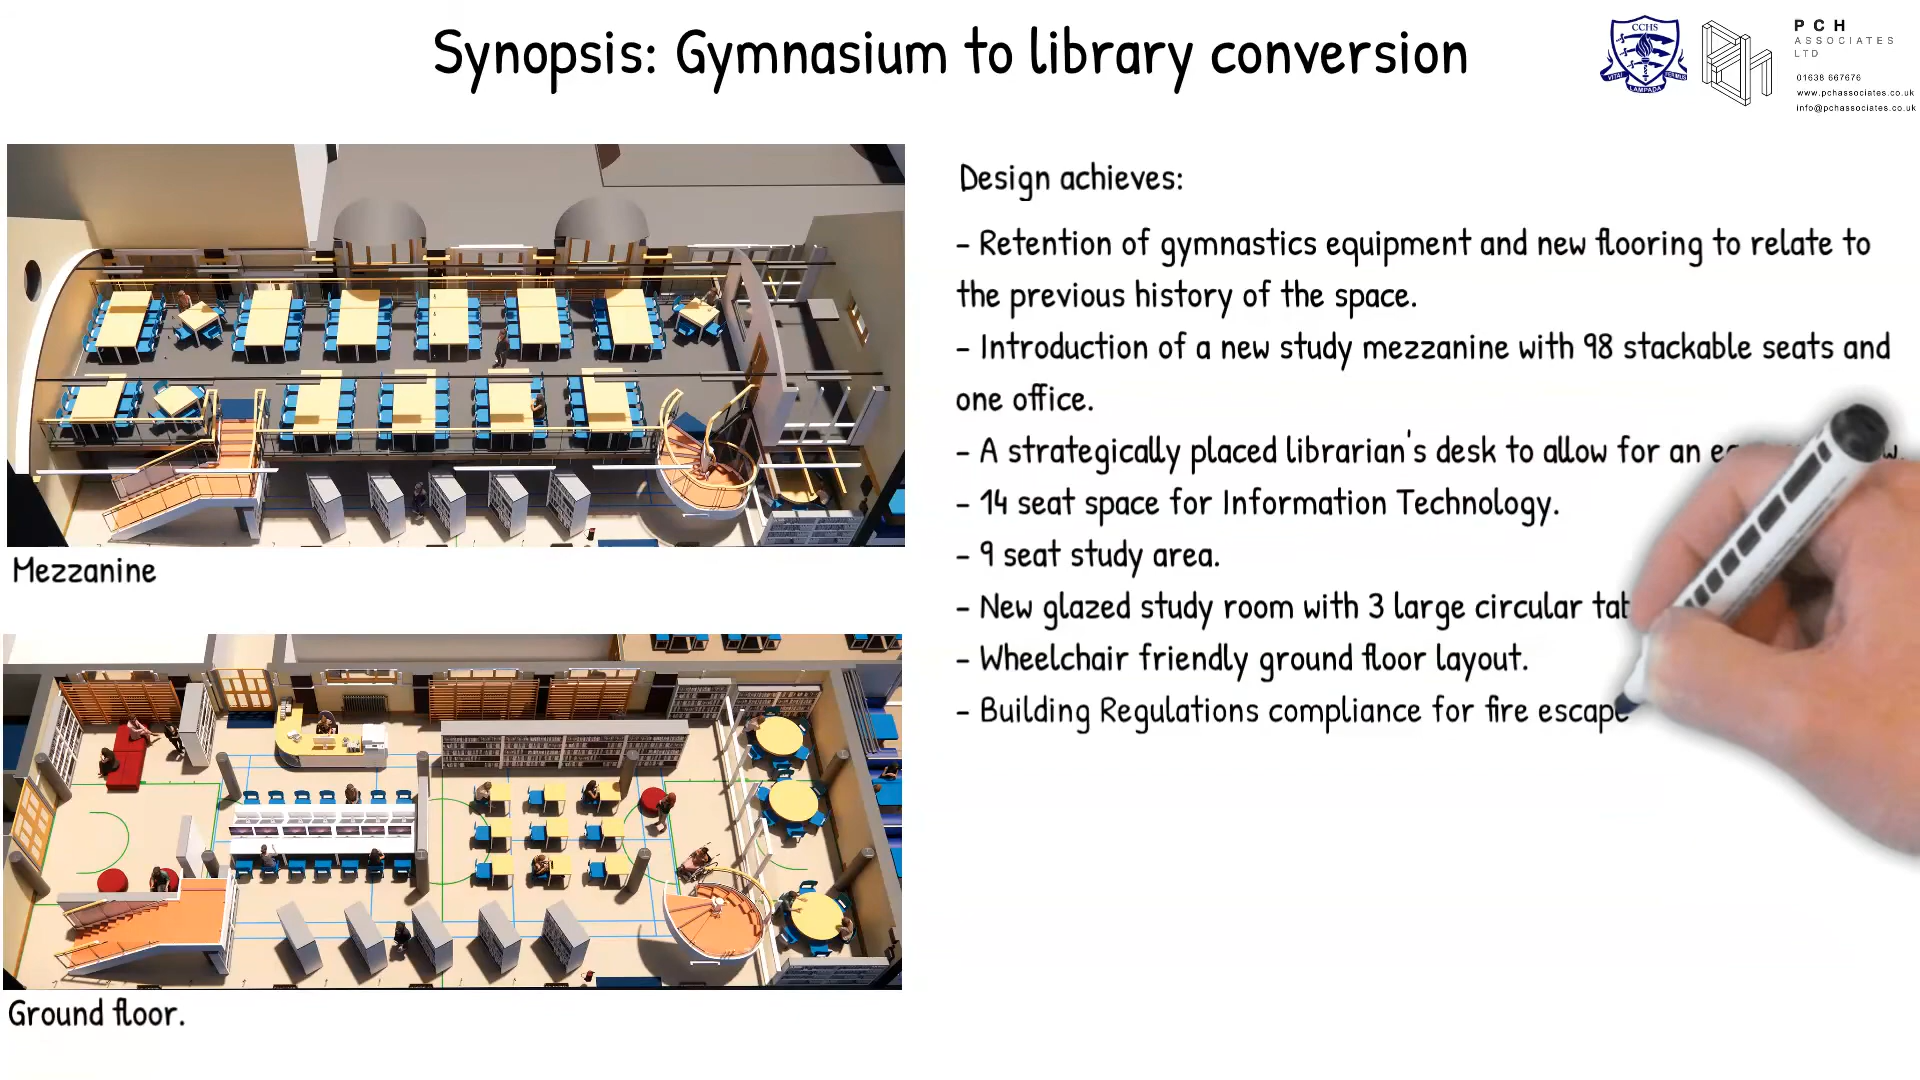 Synopsis: Gymnasium to library conversion
CCHS
VITAI
LAMPADA
PCH
ASSOCIATES
LTD
01638 667676
www.pchassociates.co.uk
info@pchassociates.co.uk
Design achieves:
- Retention of gymnastics equipment and new flooring to relate to
the previous history of the space.
- Introduction of a new study mezzanine with 98 stackable seats and
one office.
- A strategically placed librarian's desk to allow for an
- 14 seat space for Information Technology.
- 9 seat study area.
- New glazed study room with 3 large circular
- Wheelchair friendly ground floor layout.
- Building Regulations compliance for fire escape
Mezzanine
Ground floor.